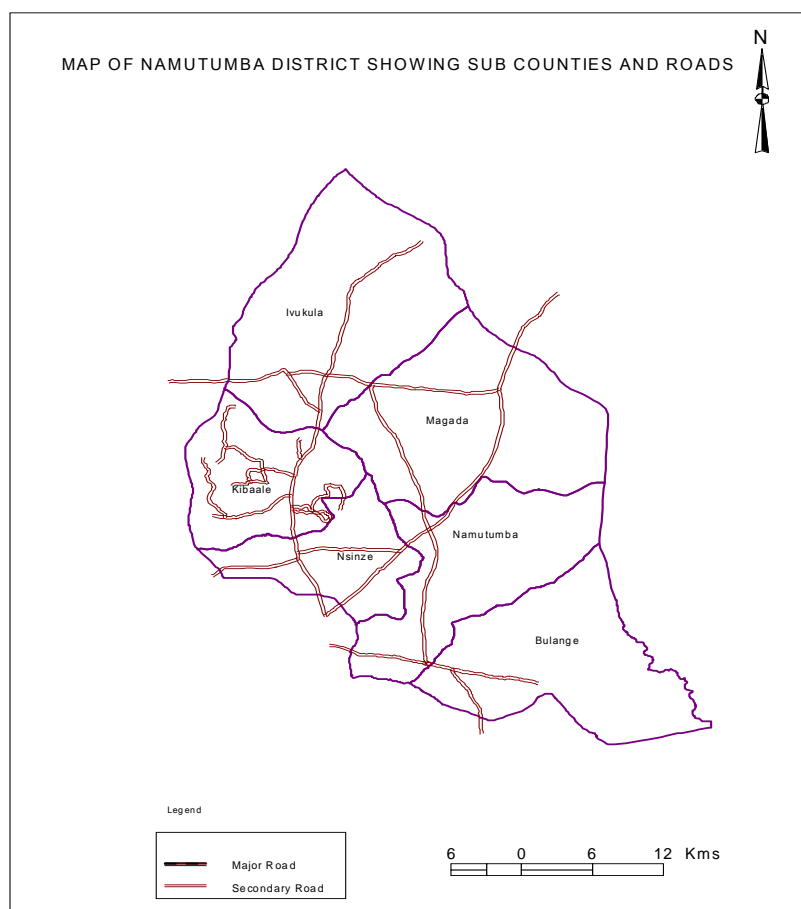 N
MAP OF NAMUTUMBA DISTRICT SHOWING SUB COUNTIES AND ROADS
Ivukula
Magada
Kibaale
Namutumba
Nsinze
Bulange
Legend
Major Road
Secondary Road
6 0 6 12 Kms